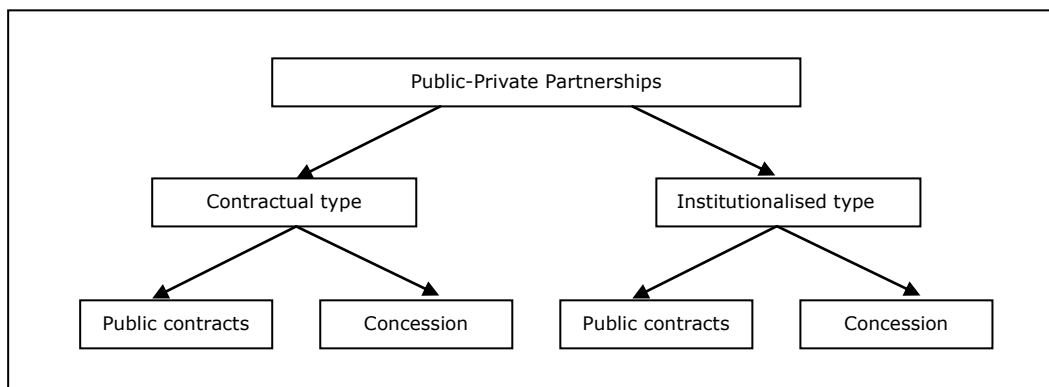 Public-Private Partnerships
Contractual type
Institutionalised type
Public contracts
Concession
Public contracts
Concession